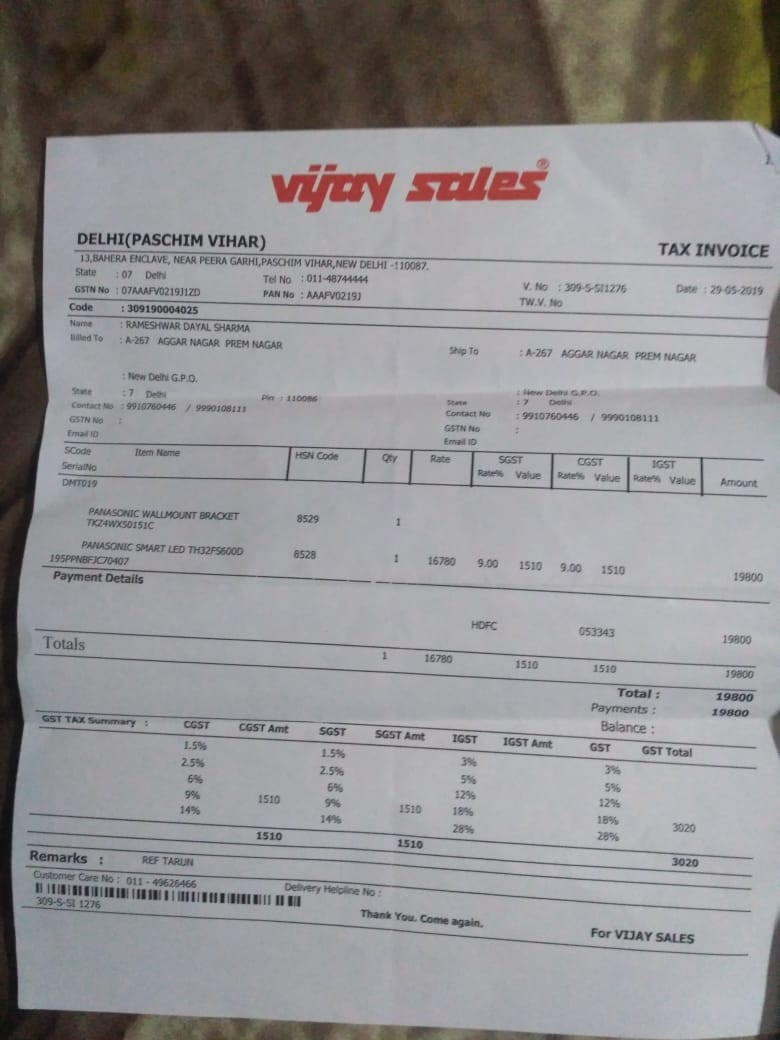 vijay sales®
DELHI(PASCHIM VIHAR)
TAX INVOICE
13,BAHERA ENCLAVE, NEAR PEERA GARHI,PASCHIM VIHAR,NEW DELHI -110087.
State : 07 Delhi Tel No : 011-48744444 V. No : 309-S-SI1276 Date : 29-05-2019
GSTN No : 07AAAFV0219J1ZD PAN No : AAAFV0219J TW.V. No
Code : 309190004025
Name : RAMESHWAR DAYAL SHARMA
Billed To : A-267 AGGAR NAGAR PREM NAGAR Ship To : A-267 AGGAR NAGAR PREM NAGAR
: New Delhi G.P.O. : New Delhi G.P.O.
State : 7 Delhi Pin : 110086 State : 7 Delhi
Contact No : 9910760446 / 9990108111 Contact No : 9910760446 / 9990108111
GSTN No : GSTN No :
Email ID Email ID
SCode Item Name HSN Code Qty Rate SGST CGST IGST Amount
SerialNo Rate% Value Rate% Value Rate% Value
DMT019
PANASONIC WALLMOUNT BRACKET 8529 1
TKZ4WX50151C
PANASONIC SMART LED TH32FS600D 8528 1 16780 9.00 1510 9.00 1510 19800
195PPNBFJC70407
Payment Details
HDFC 053343 19800
Totals 1 16780 1510 1510 19800
Total : 19800
Payments : 19800
Balance :
GST TAX Summary : CGST CGST Amt SGST SGST Amt IGST IGST Amt GST GST Total
1.5% 1.5% 3% 3%
2.5% 2.5% 5% 5%
6% 6% 12% 12%
9% 1510 9% 1510 18% 18% 3020
14% 14% 28% 28%
1510 1510 3020
Remarks : REF TARUN
Customer Care No : 011 - 49626466 Delivery Helpline No :
309-S-SI 1276
Thank You. Come again.
For VIJAY SALES